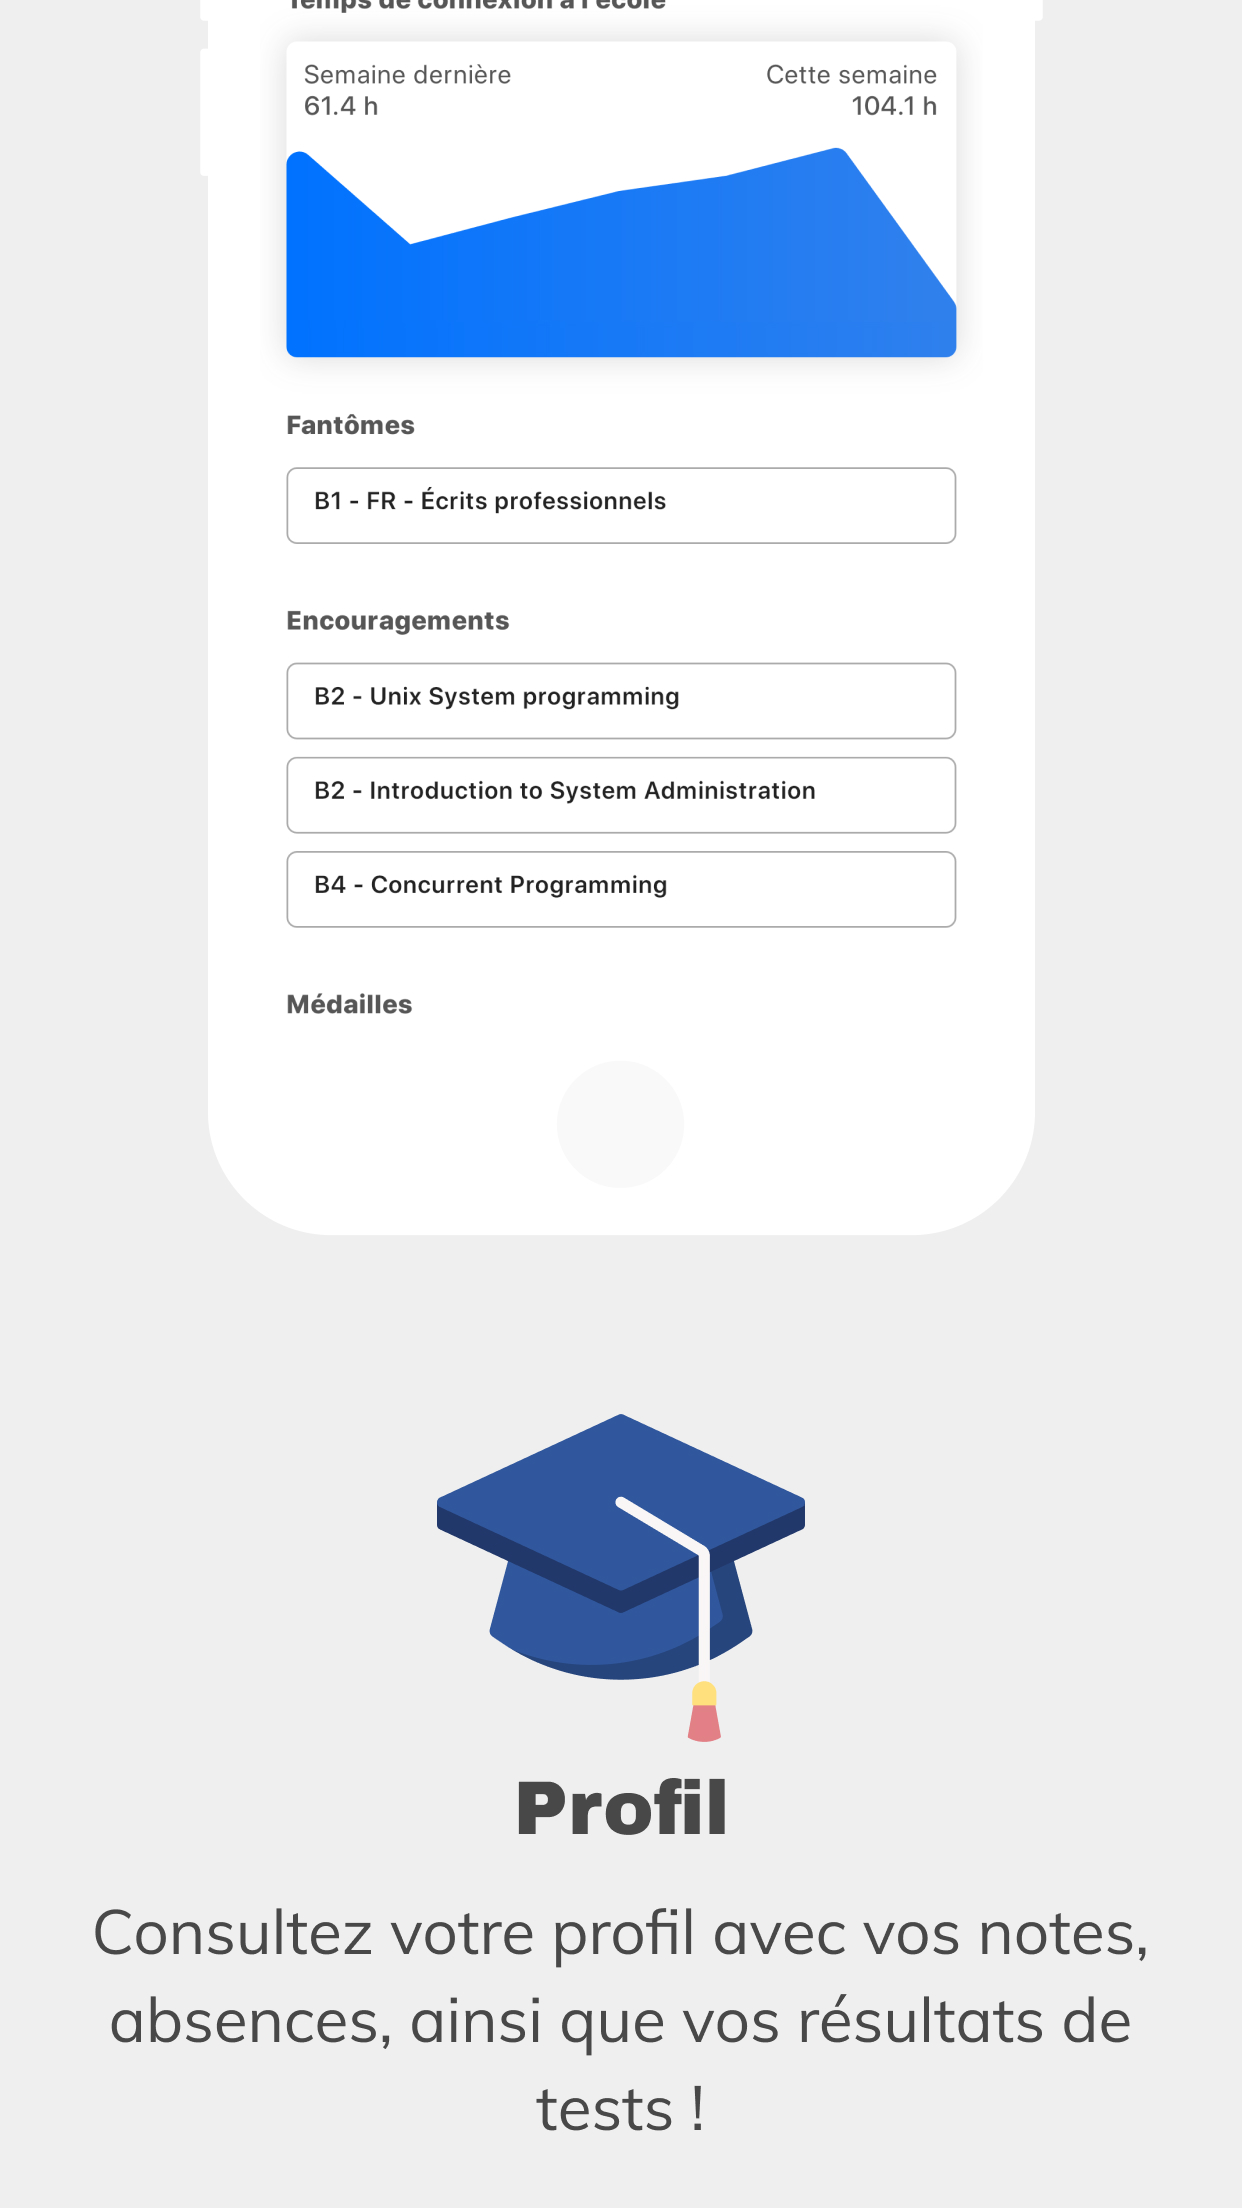 Temps de connexion à l'école
Semaine dernière
61.4 h
Cette semaine
104.1 h
Fantômes
B1 - FR - Écrits professionnels
Encouragements
B2 - Unix System programming
B2 - Introduction to System Administration
B4 - Concurrent Programming
Médailles
Profil
Consultez votre profil avec vos notes,
absences, ainsi que vos résultats de
tests !